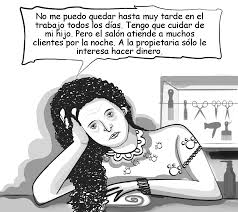 No me puedo quedar hasta muy tarde en el
trabajo todos los días. Tengo que cuidar de
mi hijo. Pero el salón atiende a muchos
clientes por la noche. A la propietaria sólo le
interesa hacer dinero.